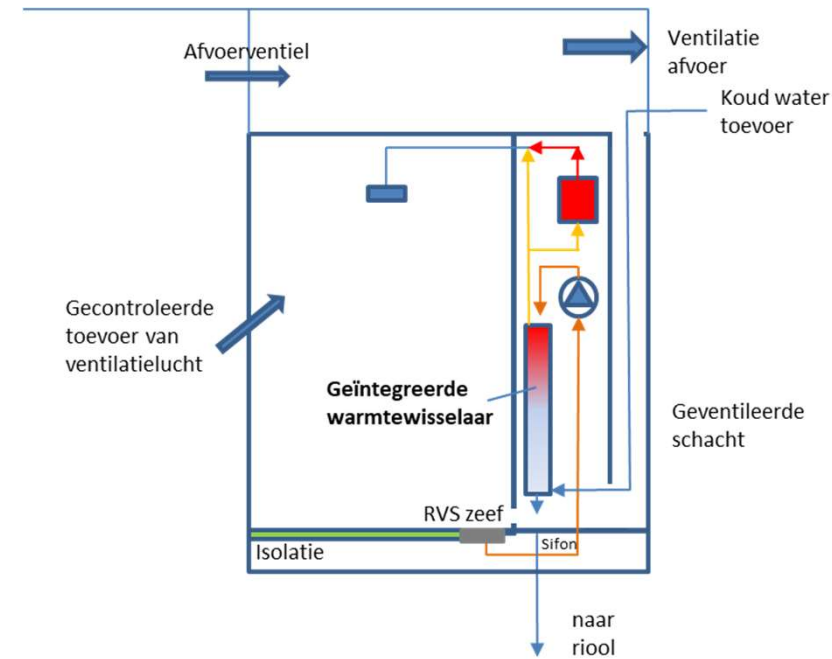 Afvoerventiel
Ventilatie
afvoer
Koud water
toevoer
Gecontroleerde
toevoer van
ventilatielucht
Geïntegreerde
warmtewisselaar
Geventileerde
schacht
RVS zeef
Isolatie
Sifon
naar
riool